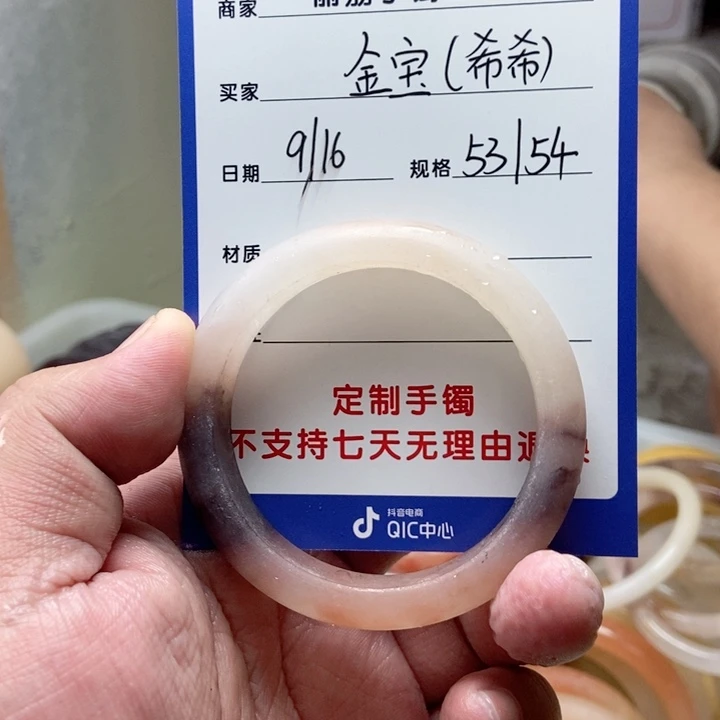 商家
买家 金宝(希希)
日期 9/16 规格 53/54
材质
定制手镯
不支持七天无理由退换
抖音电商
QIC中心